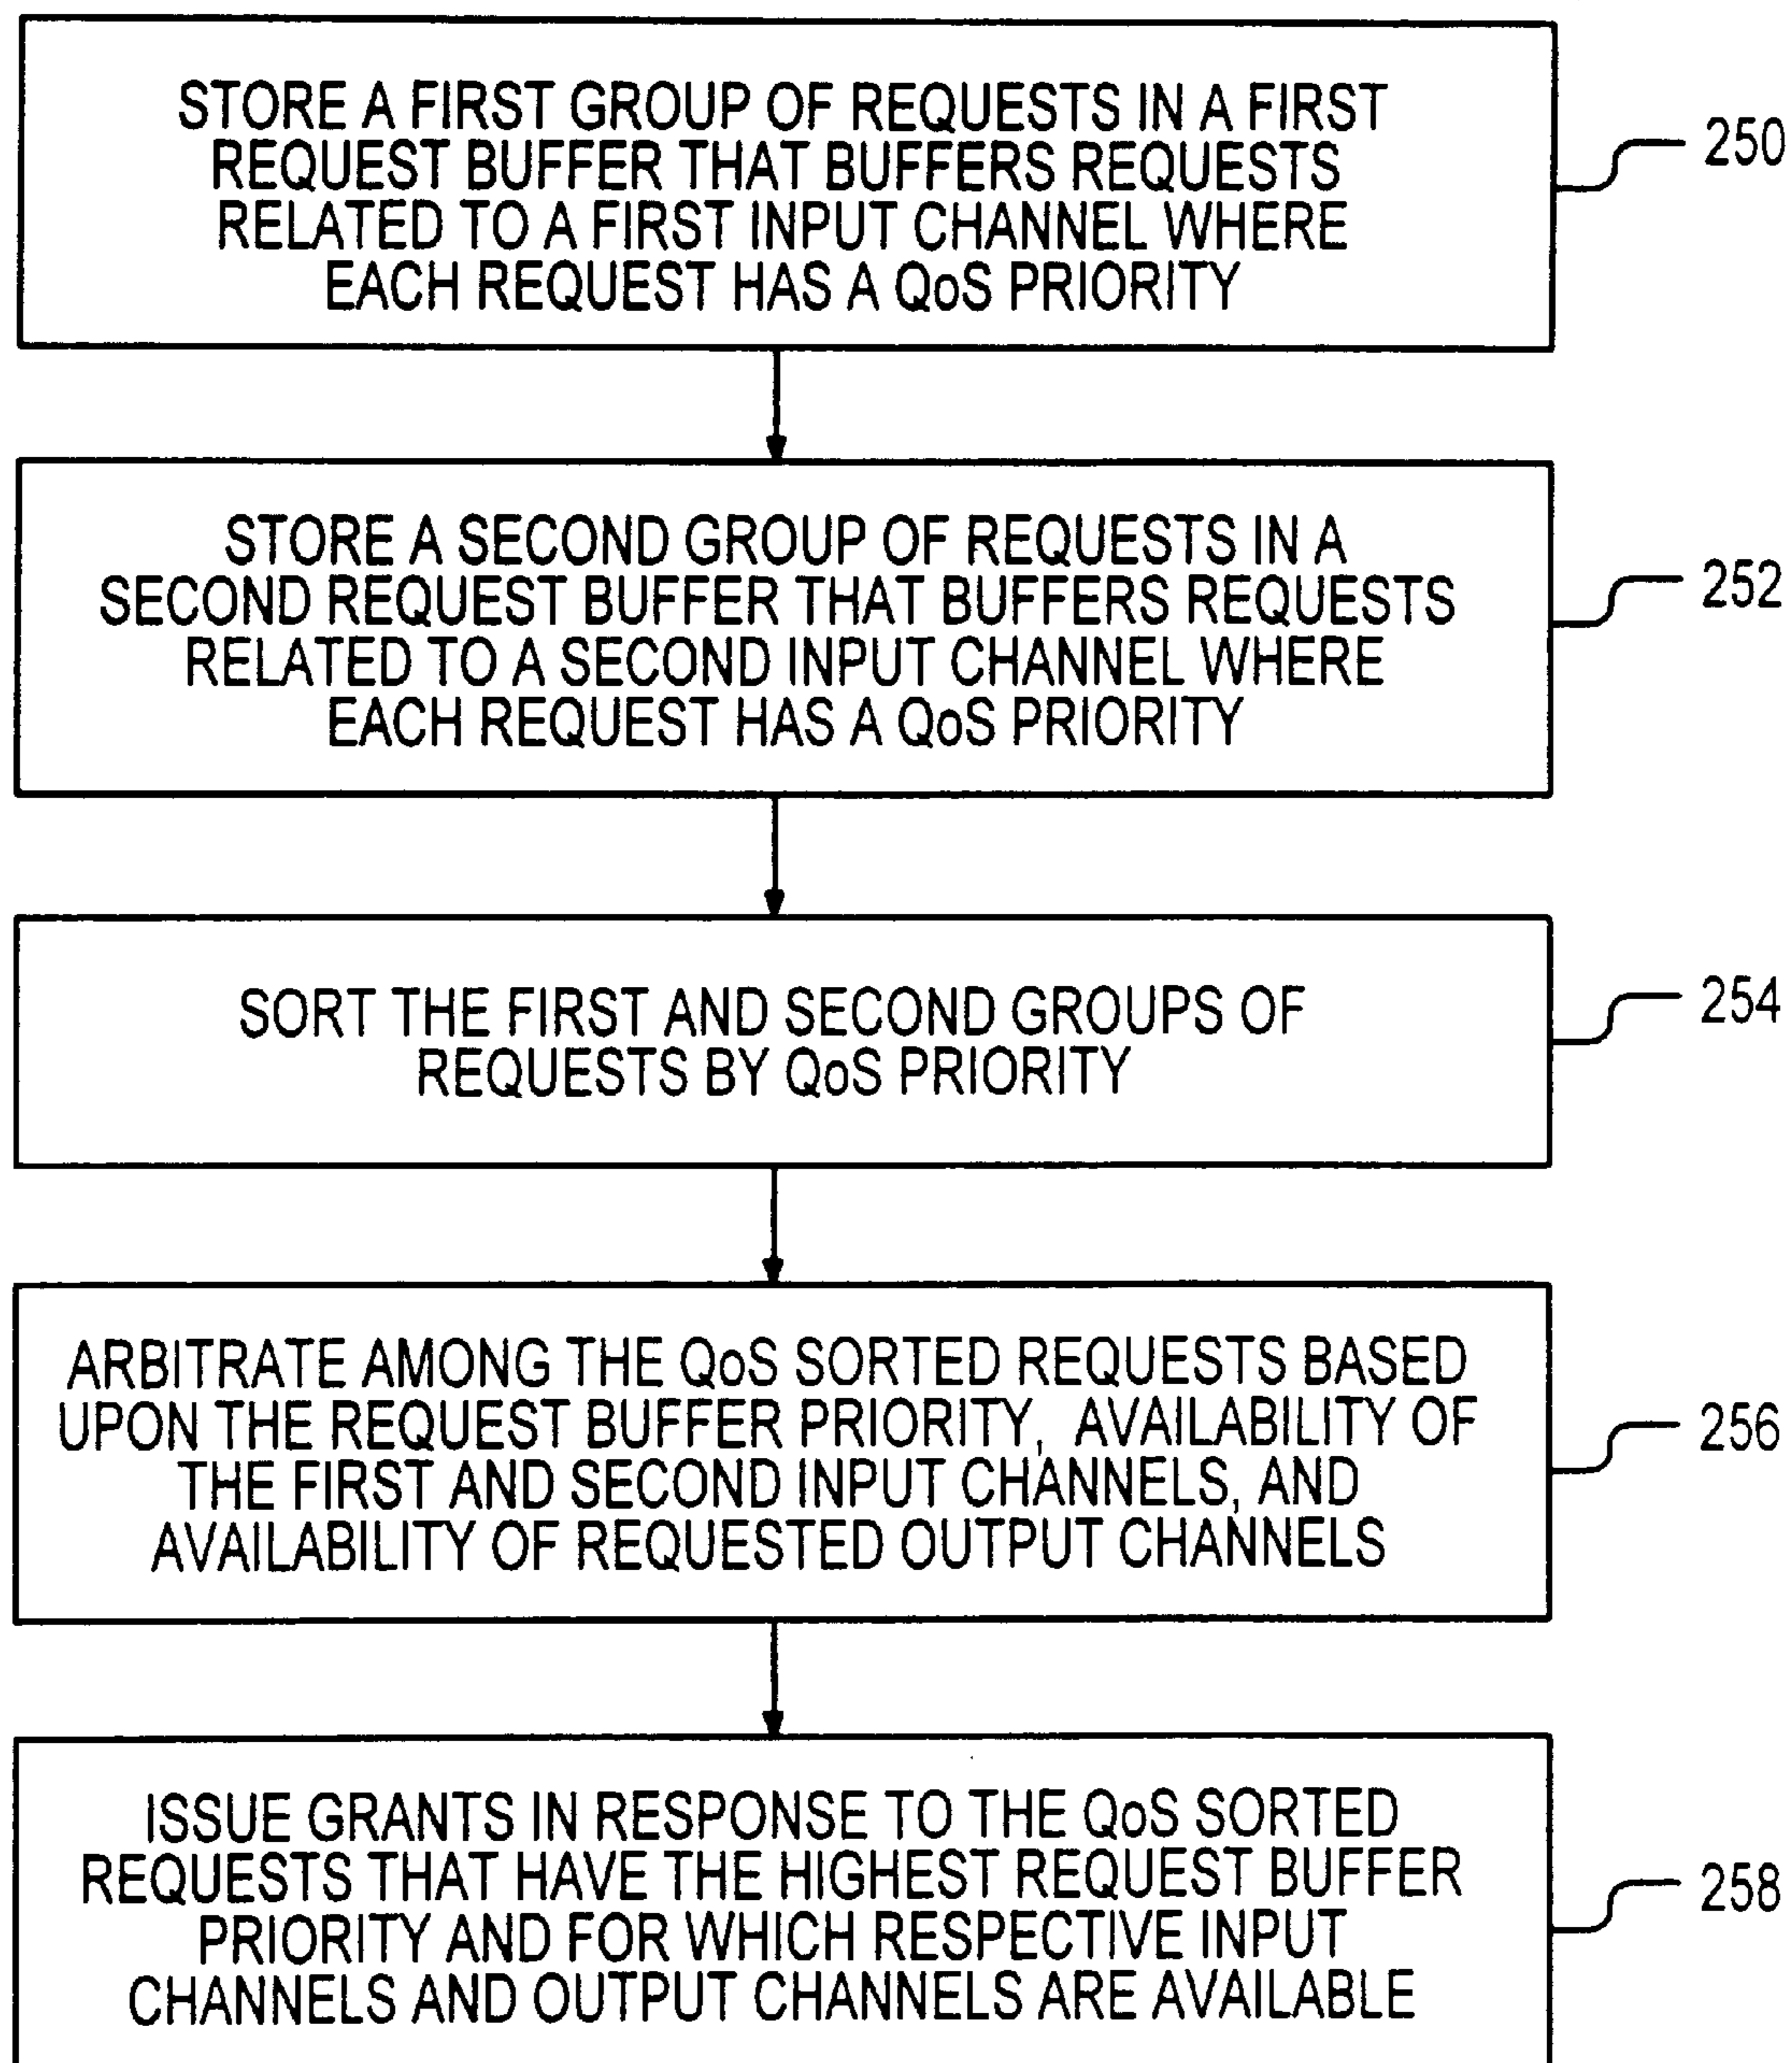 STORE A FIRST GROUP OF REQUESTS IN A FIRST
REQUEST BUFFER THAT BUFFERS REQUESTS
RELATED TO A FIRST INPUT CHANNEL WHERE
EACH REQUEST HAS A QoS PRIORITY
250
STORE A SECOND GROUP OF REQUESTS IN A
SECOND REQUEST BUFFER THAT BUFFERS REQUESTS
RELATED TO A SECOND INPUT CHANNEL WHERE
EACH REQUEST HAS A QoS PRIORITY
252
SORT THE FIRST AND SECOND GROUPS OF
REQUESTS BY QoS PRIORITY
254
ARBITRATE AMONG THE QoS SORTED REQUESTS BASED
UPON THE REQUEST BUFFER PRIORITY, AVAILABILITY OF
THE FIRST AND SECOND INPUT CHANNELS, AND
AVAILABILITY OF REQUESTED OUTPUT CHANNELS
256
ISSUE GRANTS IN RESPONSE TO THE QoS SORTED
REQUESTS THAT HAVE THE HIGHEST REQUEST BUFFER
PRIORITY AND FOR WHICH RESPECTIVE INPUT
CHANNELS AND OUTPUT CHANNELS ARE AVAILABLE
258